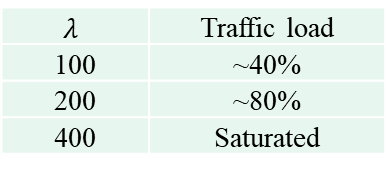 λ Traffic load
100 ~40%
200 ~80%
400 Saturated